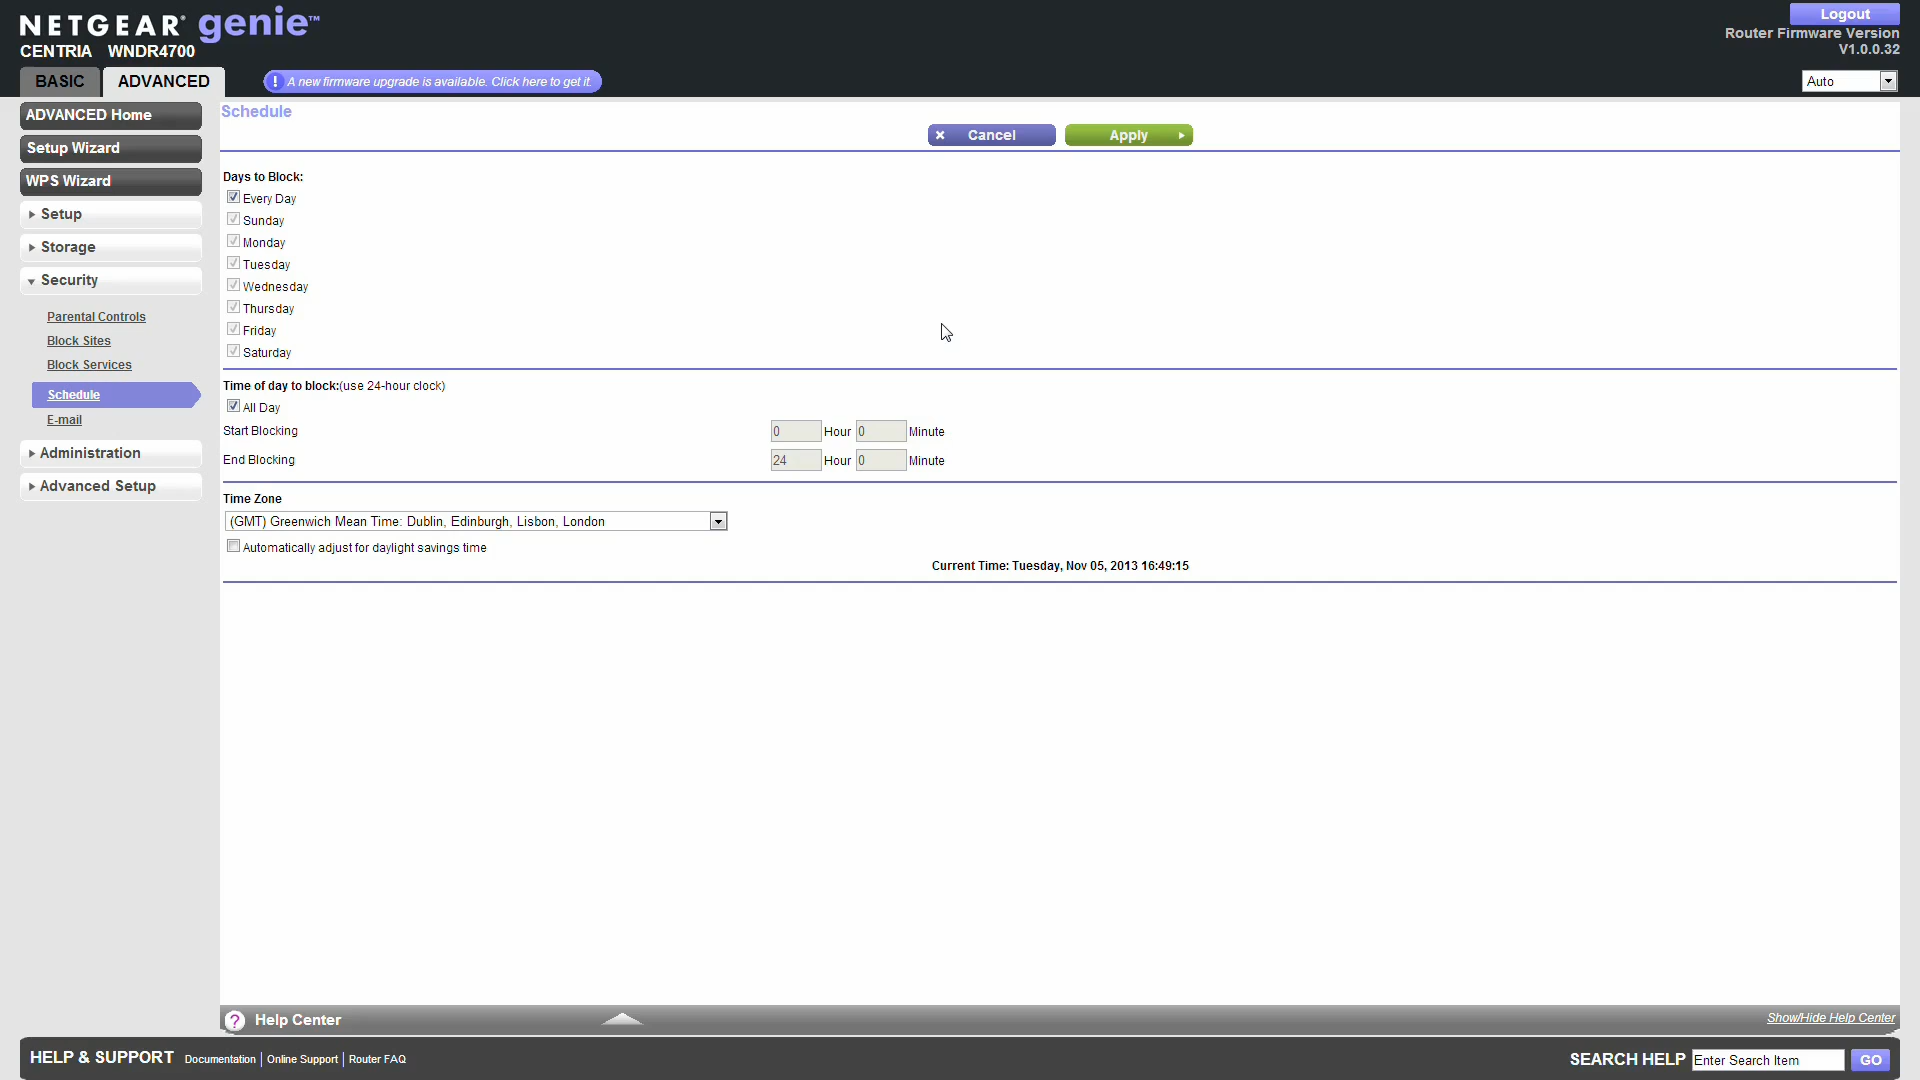 NETGEAR® genie™
CENTRIA WNDR4700
Logout
Router Firmware Version
V1.0.0.32
BASIC
ADVANCED
! A new firmware upgrade is available. Click here to get it.
Auto
ADVANCED Home
Setup Wizard
WPS Wizard
Setup
Storage
Security
Parental Controls
Block Sites
Block Services
Schedule
E-mail
Administration
Advanced Setup
Schedule
Cancel
Apply
Days to Block:
Every Day
Sunday
Monday
Tuesday
Wednesday
Thursday
Friday
Saturday
Time of day to block:(use 24-hour clock)
All Day
Start Blocking 0 Hour 0 Minute
End Blocking 24 Hour 0 Minute
Time Zone
(GMT) Greenwich Mean Time: Dublin, Edinburgh, Lisbon, London
Automatically adjust for daylight savings time
Current Time: Tuesday, Nov 05, 2013 16:49:15
? Help Center
Show/Hide Help Center
HELP & SUPPORT Documentation | Online Support | Router FAQ
SEARCH HELP Enter Search Item GO